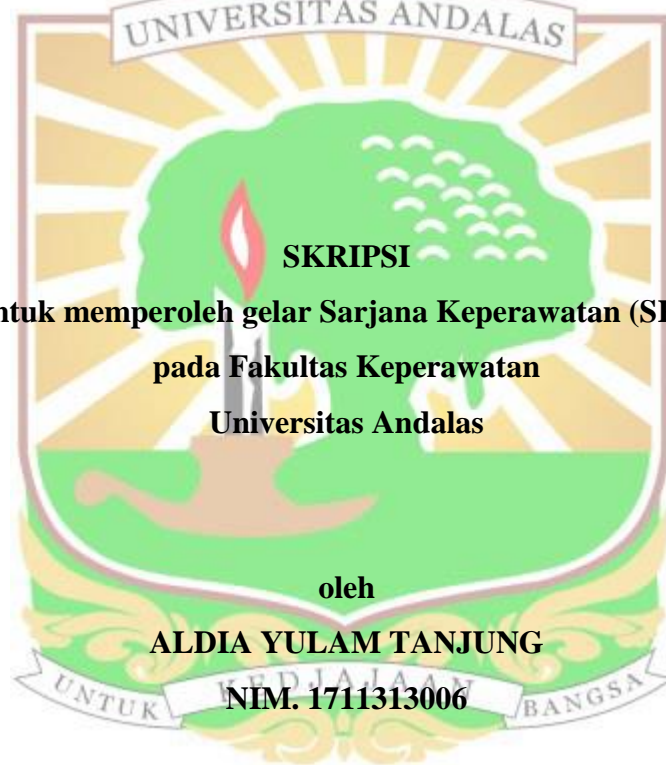 UNIVERSITAS ANDALAS
SKRIPSI
ntuk memperoleh gelar Sarjana Keperawatan (S
pada Fakultas Keperawatan
Universitas Andalas
oleh
ALDIA YULAM TANJUNG
NIM. 1711313006
UNTUK KEDJAJAAN BANGSA